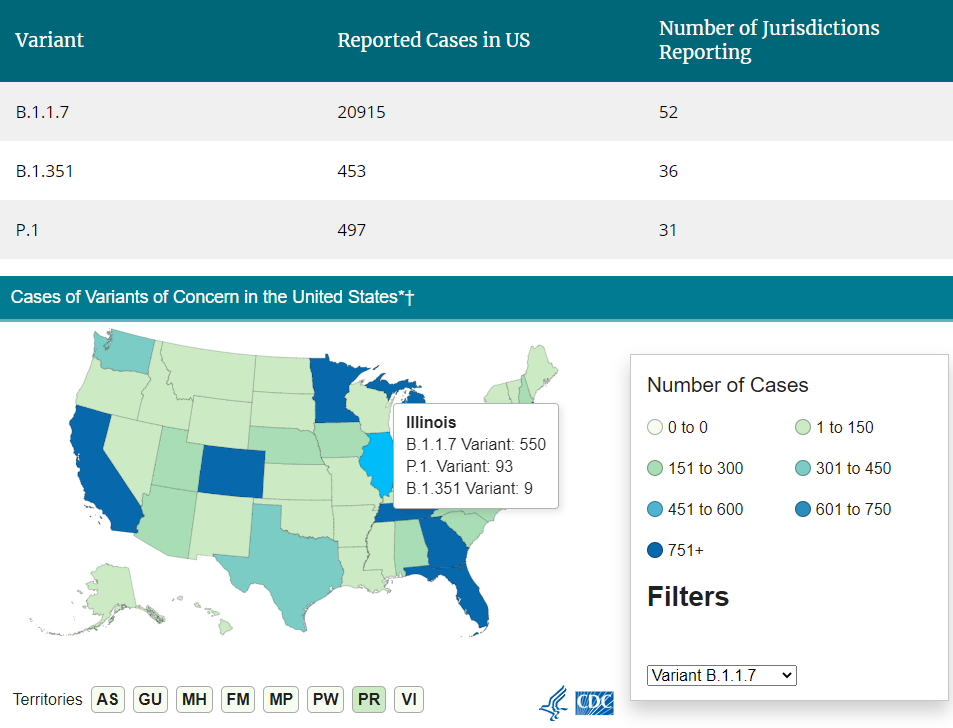 Variant Reported Cases in US Number of Jurisdictions
Reporting
B.1.1.7 20915 52
B.1.351 453 36
P.1 497 31
Cases of Variants of Concern in the United States*†
Illinois
B.1.1.7 Variant: 550
P.1. Variant: 93
B.1.351 Variant: 9
Number of Cases
0 to 0 1 to 150
151 to 300 301 to 450
451 to 600 601 to 750
751+
Filters
Variant B.1.1.7
Territories AS GU MH FM MP PW PR VI
CDC